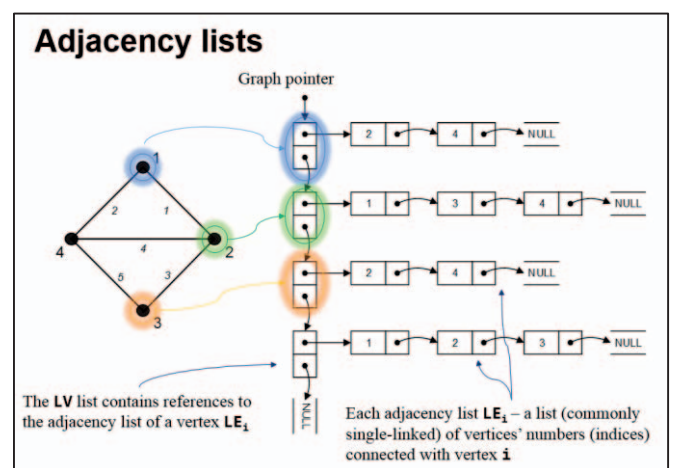 Adjacency lists
Graph pointer
1
2 4 NULL
2 1
1 3 4 NULL
4 4 2
5 3
2 4 NULL
3
1 2 3 NULL
The LV list contains references to
the adjacency list of a vertex LEi
NULL
Each adjacency list LEi – a list (commonly
single-linked) of vertices' numbers (indices)
connected with vertex i